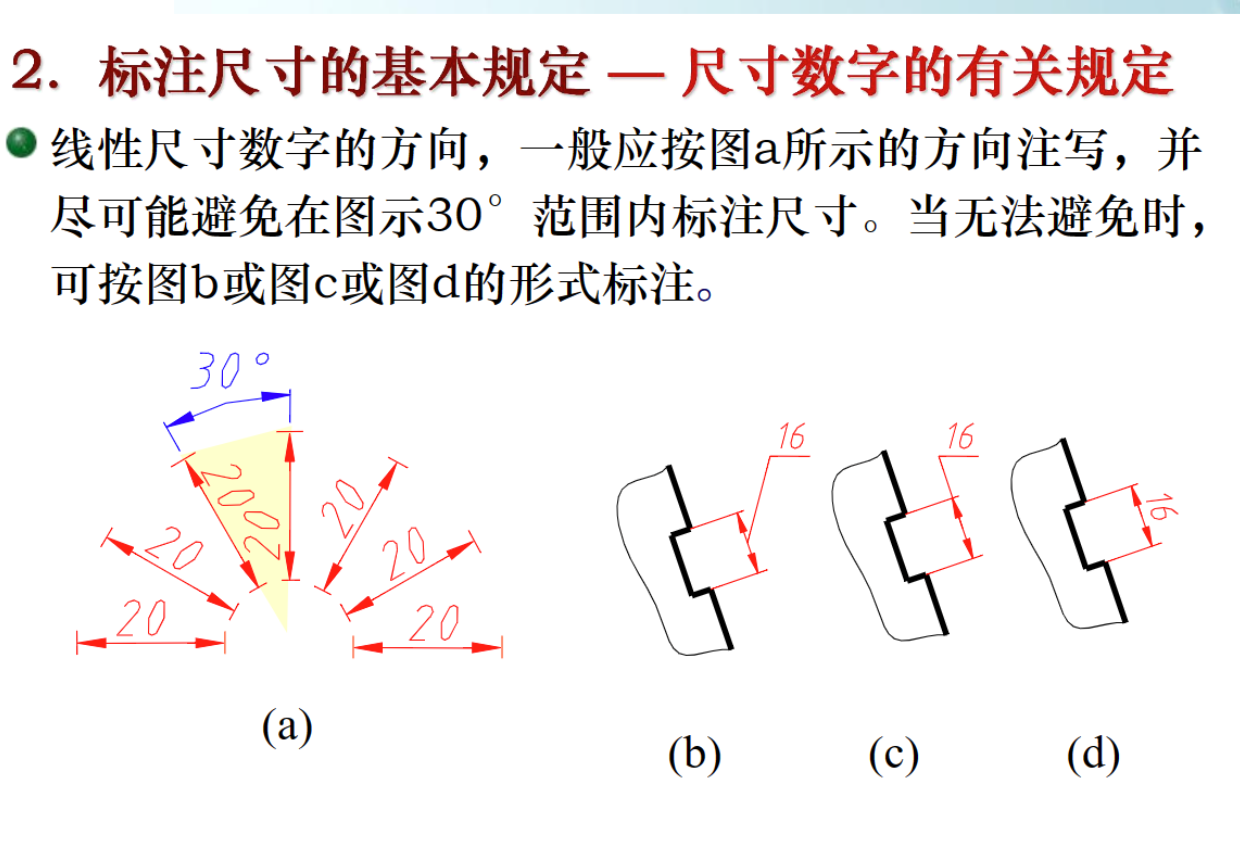 2. 标注尺寸的基本规定 — 尺寸数字的有关规定
线性尺寸数字的方向，一般应按图a所示的方向注写，并
尽可能避免在图示30°范围内标注尺寸。当无法避免时，
可按图b或图c或图d的形式标注。
30°
20
20
20
20
20
20
20
20
16
16
16
(a)
(b)
(c)
(d)